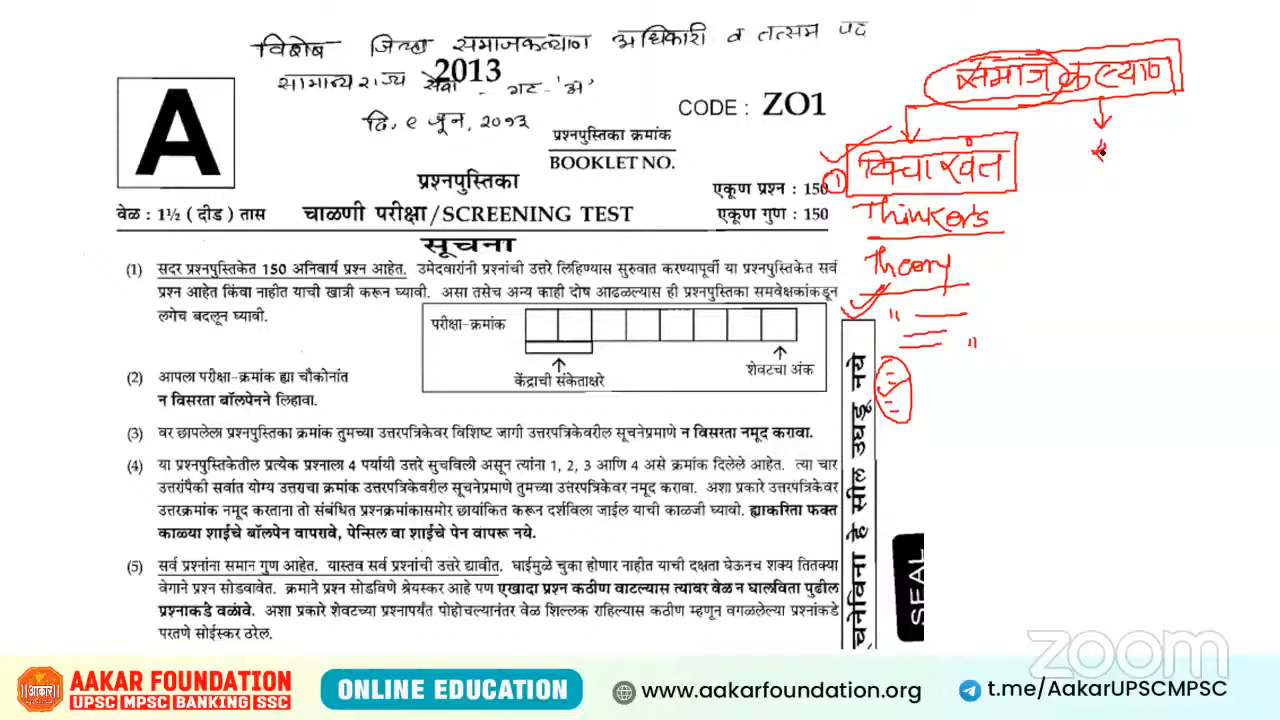 विशेष जिल्हा समाजकल्याण अधिकारी व तत्सम पद
सामान्य राज्य सेवा - गट-'अ'
2013
दि. ९ जून, २०१३
A
CODE : ZO1
प्रश्नपुस्तिका क्रमांक
BOOKLET NO.
प्रश्नपुस्तिका
एकूण प्रश्न : 150
वेळ : 1½ ( दीड ) तास
चाळणी परीक्षा/SCREENING TEST
एकूण गुण : 150
सूचना
(1) सदर प्रश्नपुस्तिकेत 150 अनिवार्य प्रश्न आहेत. उमेदवारांनी प्रश्नांची उत्तरे लिहिण्यास सुरुवात करण्यापूर्वी या प्रश्नपुस्तिकेत सर्व
प्रश्न आहेत किंवा नाहीत याची खात्री करून घ्यावी. असा तसेच अन्य काही दोष आढळल्यास ही प्रश्नपुस्तिका समवेक्षकांकडून
लगेच बदलून घ्यावी.
परीक्षा-क्रमांक
केंद्राची संकेताक्षरे
शेवटचा अंक
(2) आपला परीक्षा-क्रमांक ह्या चौकोनांत
न विसरता बॉलपेनने लिहावा.
(3) वर छापलेला प्रश्नपुस्तिका क्रमांक तुमच्या उत्तरपत्रिकेवर विशिष्ट जागी उत्तरपत्रिकेवरील सूचनेप्रमाणे न विसरता नमूद करावा.
(4) या प्रश्नपुस्तिकेतील प्रत्येक प्रश्नाला 4 पर्यायी उत्तरे सुचविली असून त्यांना 1, 2, 3 आणि 4 असे क्रमांक दिलेले आहेत. त्या चार
उत्तरांपैकी सर्वात योग्य उत्तराचा क्रमांक उत्तरपत्रिकेवरील सूचनेप्रमाणे तुमच्या उत्तरपत्रिकेवर नमूद करावा. अशा प्रकारे उत्तरपत्रिकेवर
उत्तरक्रमांक नमूद करताना तो संबंधित प्रश्नक्रमांकासमोर छायांकित करून दर्शविला जाईल याची काळजी घ्यावी. ह्याकरिता फक्त
काळ्या शाईचे बॉलपेन वापरावे, पेन्सिल वा शाईचे पेन वापरू नये.
(5) सर्व प्रश्नांना समान गुण आहेत. यास्तव सर्व प्रश्नांची उत्तरे द्यावीत. घाईमुळे चुका होणार नाहीत याची दक्षता घेऊनच शक्य तितक्या
वेगाने प्रश्न सोडवावेत. क्रमाने प्रश्न सोडविणे श्रेयस्कर आहे पण एखादा प्रश्न कठीण वाटल्यास त्यावर वेळ न घालविता पुढील
प्रश्नाकडे वळावे. अशा प्रकारे शेवटच्या प्रश्नापर्यंत पोहोचल्यानंतर वेळ शिल्लक राहिल्यास कठीण म्हणून वगळलेल्या प्रश्नांकडे
परतणे सोईस्कर ठरेल.
समाज कल्याण
① विचारवंत
Thinker's
Theory
चनेविना हे सील उघडू नये
SEAL
zoom
आकार
AAKAR FOUNDATION
UPSC MPSC BANKING SSC
ONLINE EDUCATION
www.aakarfoundation.org
t.me/AakarUPSCMPSC